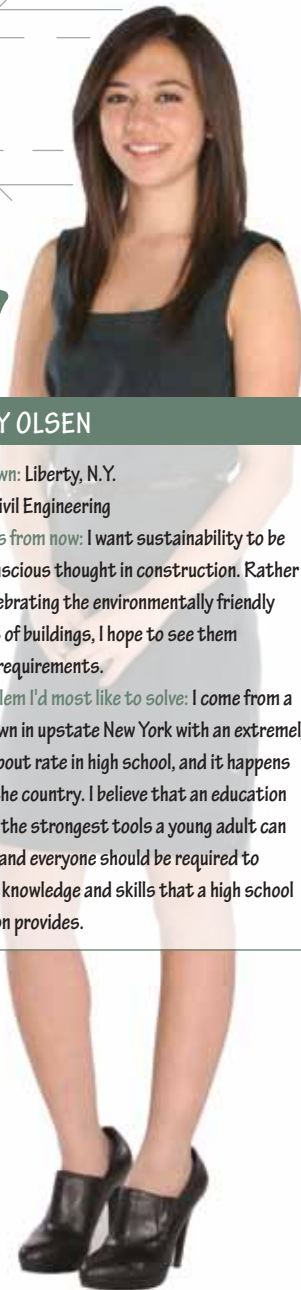 Y OLSEN
wn: Liberty, N.Y.
ivil Engineering
s from now: I want sustainability to be
nscious thought in construction. Rather
ebrating the environmentally friendly
of buildings, I hope to see them
requirements.
lem I'd most like to solve: I come from a
wn in upstate New York with an extremel
pout rate in high school, and it happens
he country. I believe that an education
the strongest tools a young adult can
and everyone should be required to
knowledge and skills that a high school
on provides.